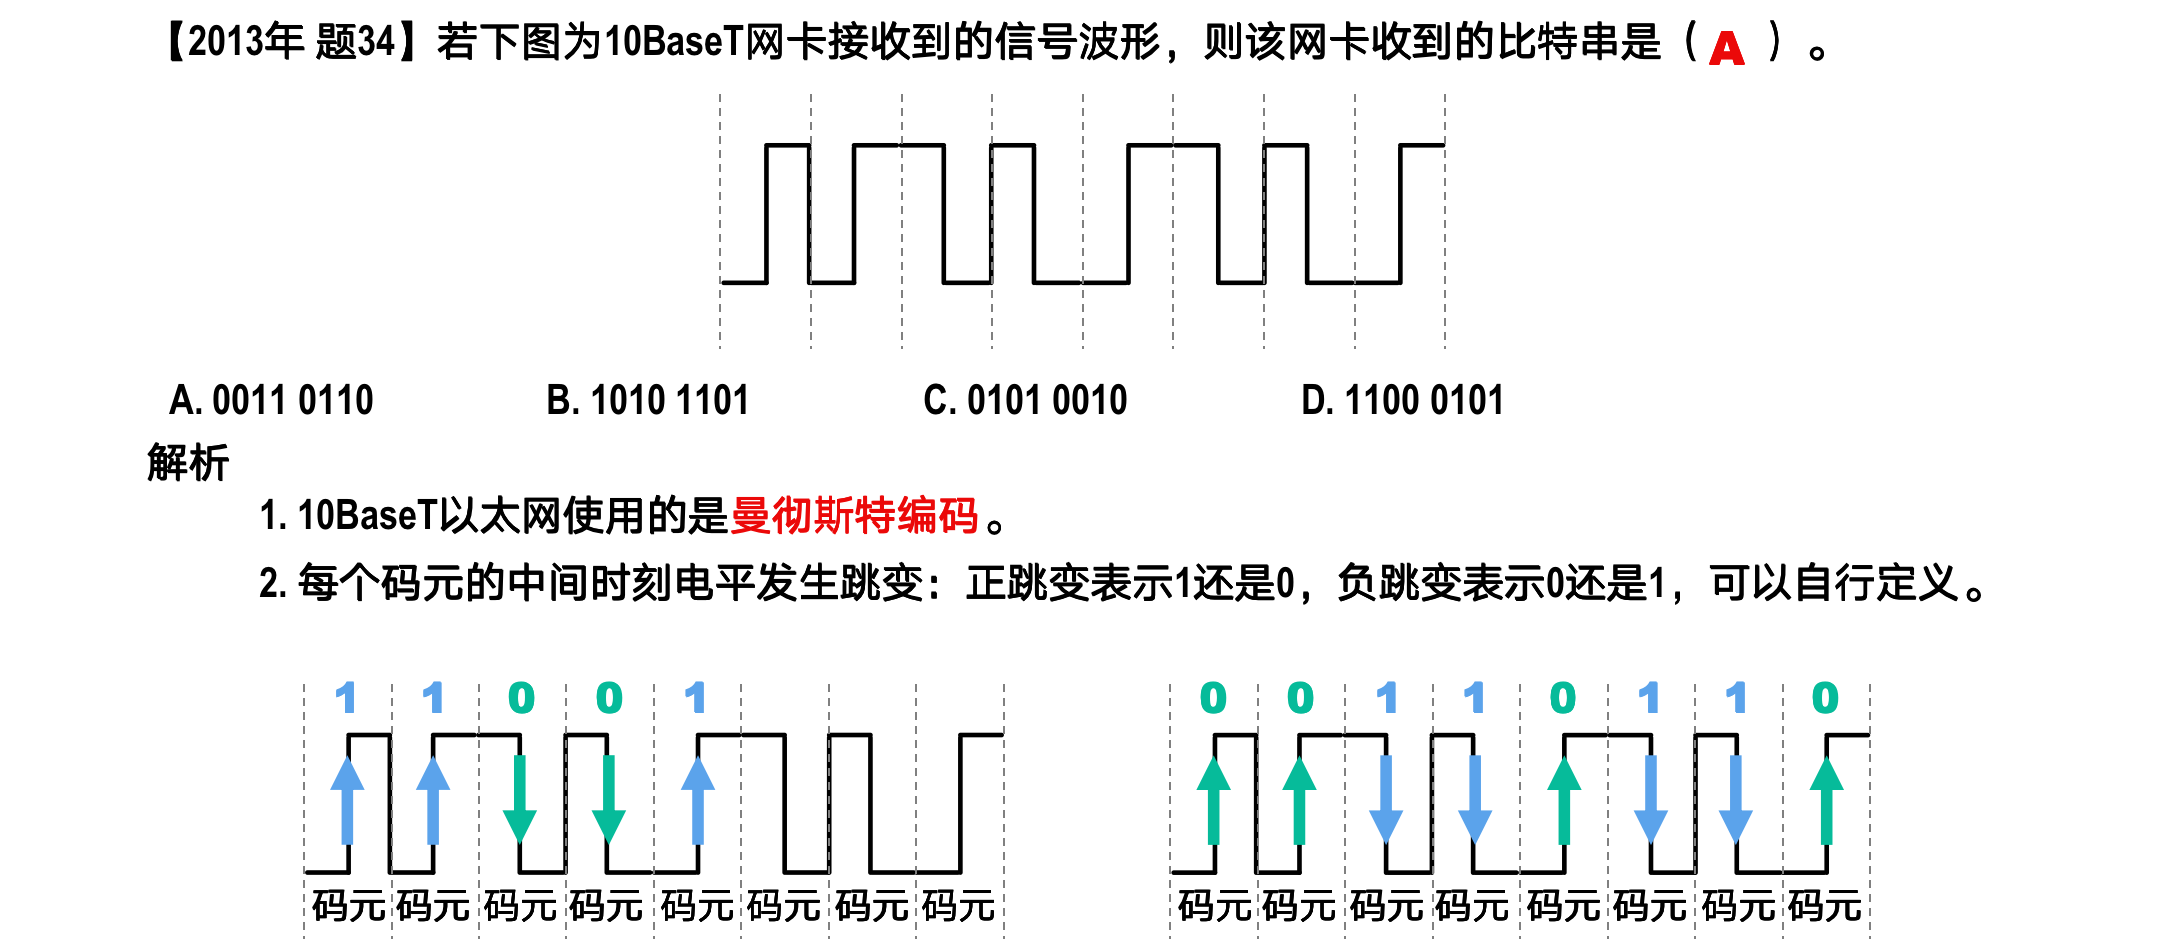 【2013年 题34】若下图为10BaseT网卡接收到的信号波形，则该网卡收到的比特串是（ A ）。
A. 0011 0110 B. 1010 1101 C. 0101 0010 D. 1100 0101
解析
1. 10BaseT以太网使用的是曼彻斯特编码。
2. 每个码元的中间时刻电平发生跳变：正跳变表示1还是0，负跳变表示0还是1，可以自行定义。
1 1 0 0 1 0 0 1 1 0 1 1 0
码元 码元 码元 码元 码元 码元 码元 码元 码元 码元 码元 码元 码元 码元 码元 码元